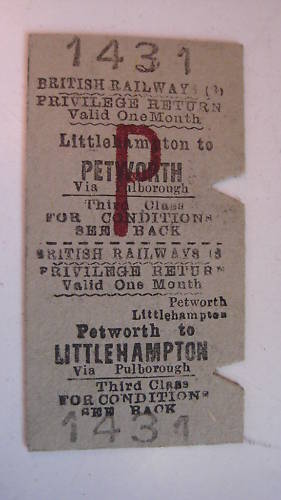 1431
BRITISH RAILWAYS (S)
PRIVILEGE RETURN
Valid One Month
P
Littlehampton to
PETWORTH
Via Pulborough
Third Class
FOR CONDITIONS
SEE BACK
BRITISH RAILWAYS (S
PRIVILEGE RETURN
Valid One Month
Petworth
Littlehampton
Petworth to
LITTLEHAMPTON
Via Pulborough
Third Class
FOR CONDITIONS
SEE BACK
1431